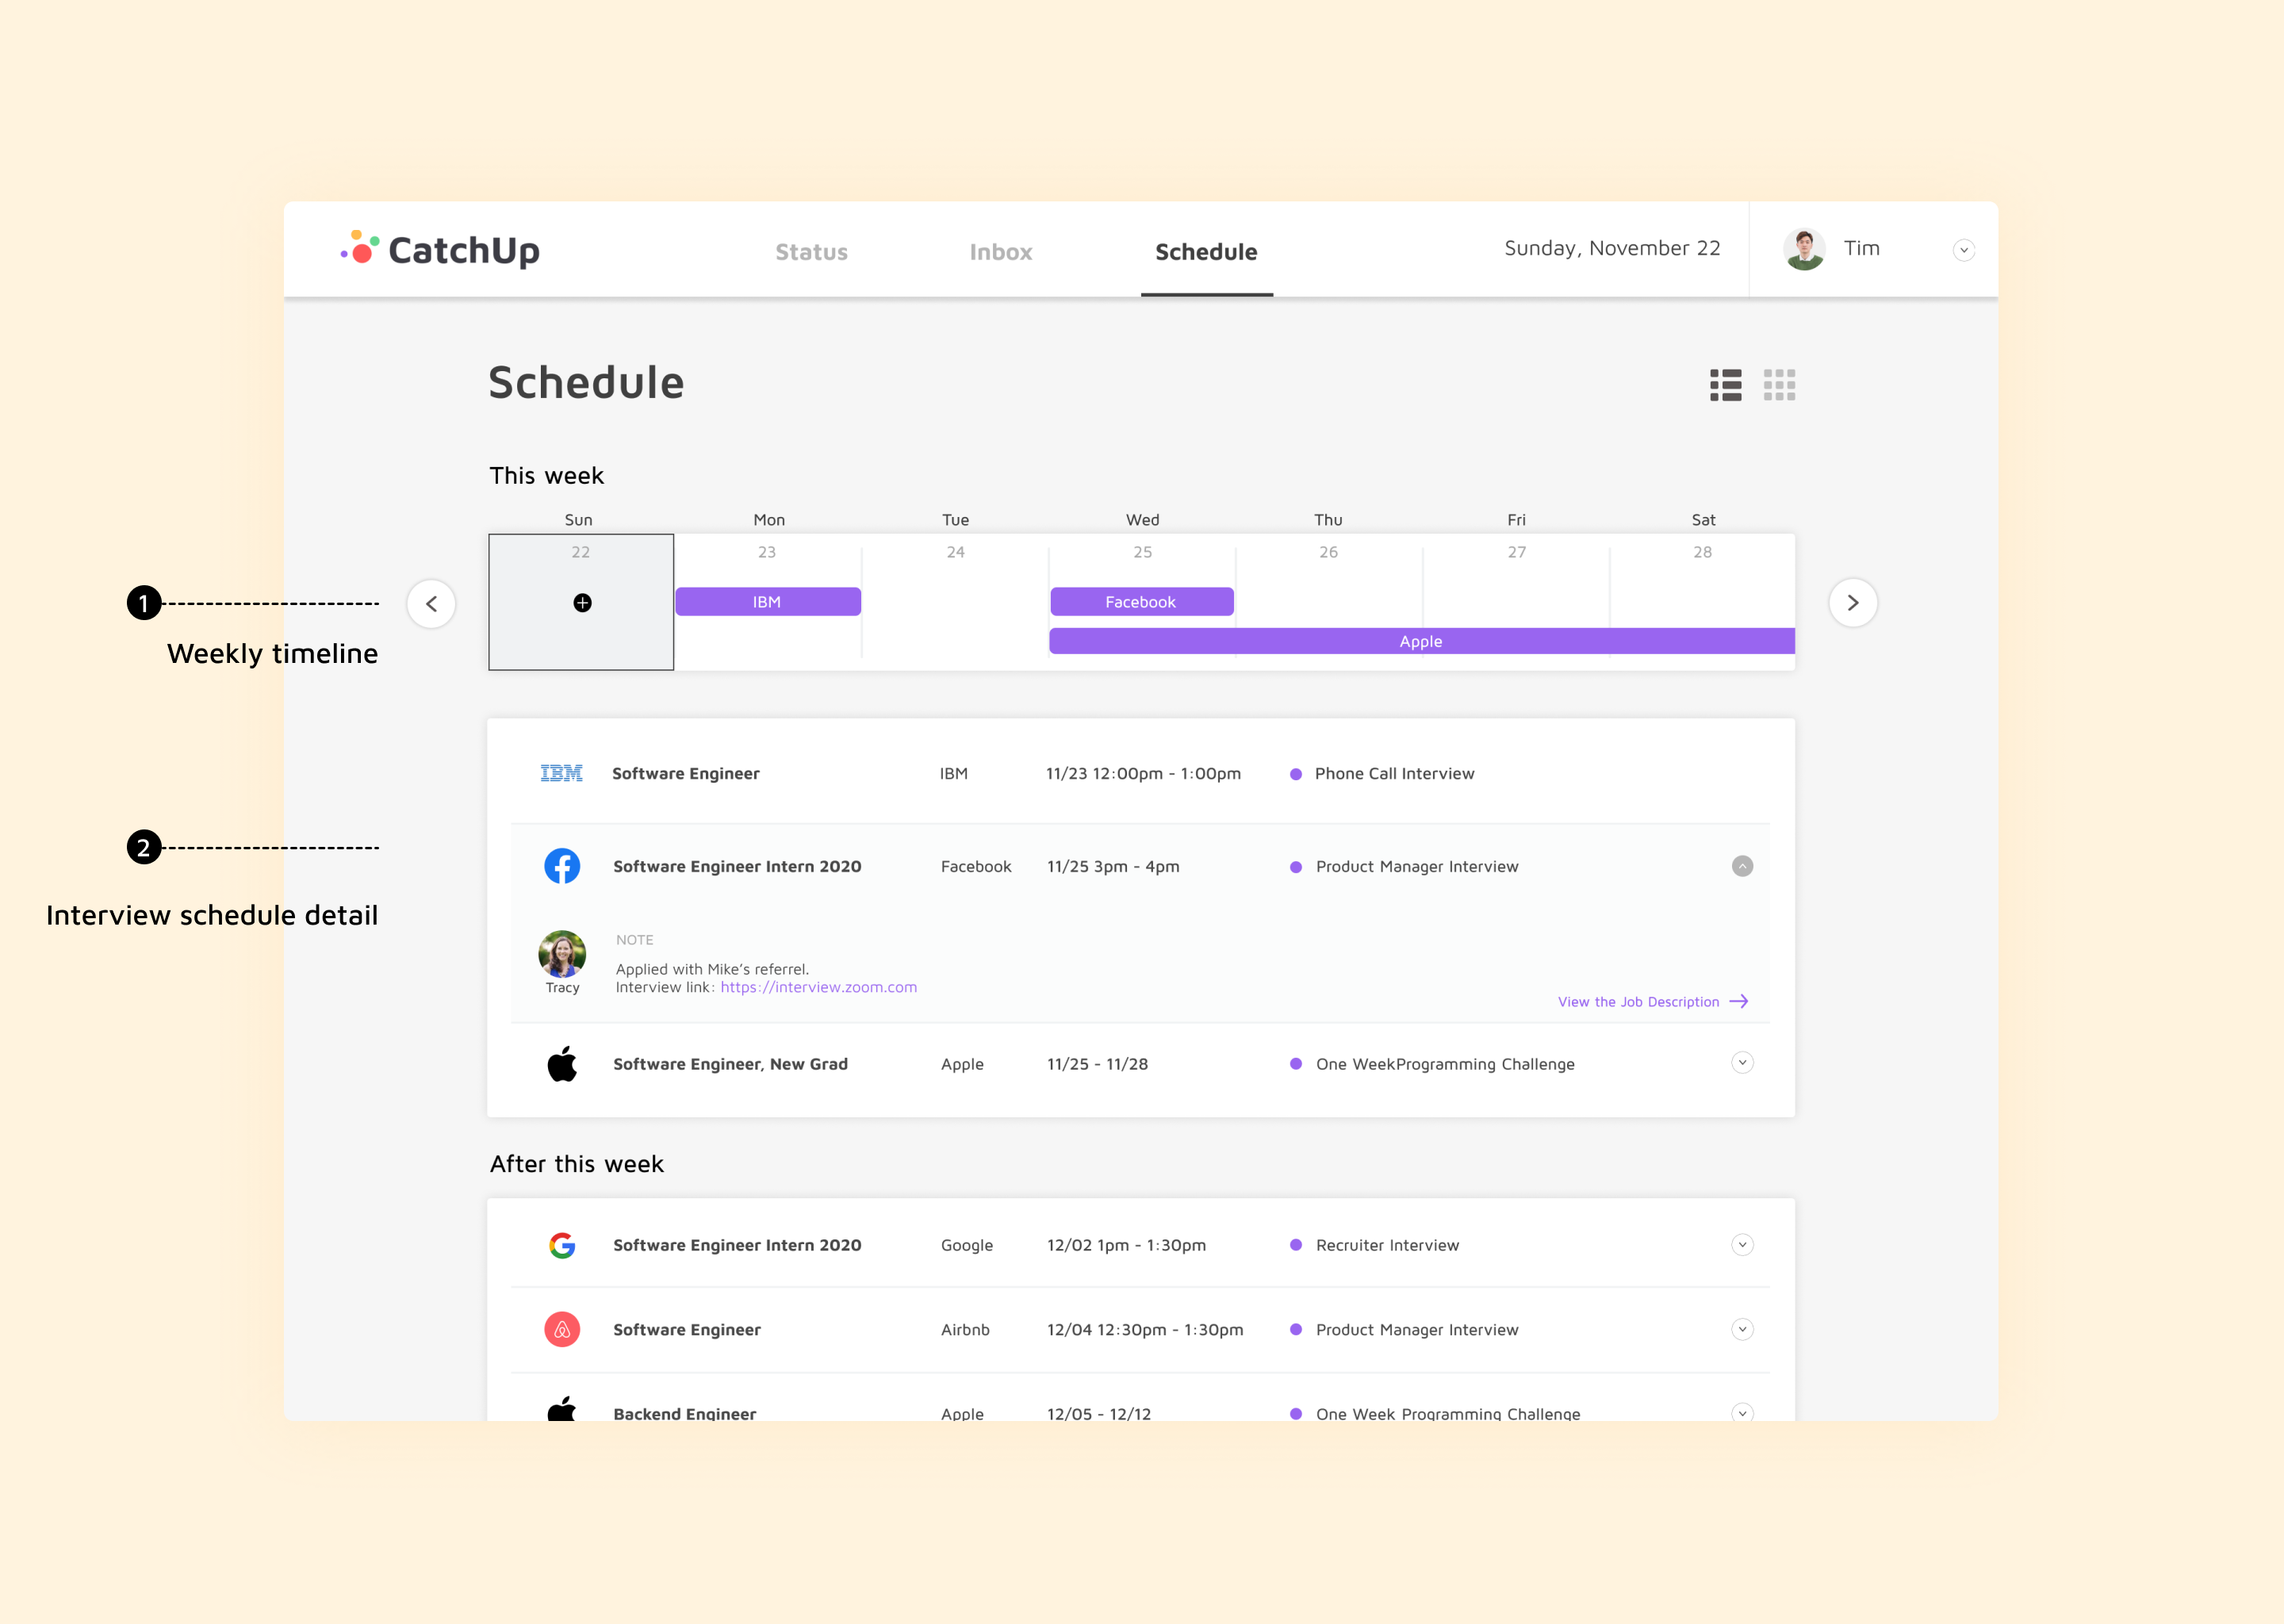 CatchUp
Status
Inbox
Schedule
Sunday, November 22
Tim
Schedule
This week
Sun Mon Tue Wed Thu Fri Sat
22 23 24 25 26 27 28
1
IBM Facebook
Weekly timeline
Apple
IBM Software Engineer IBM 11/23 12:00pm - 1:00pm Phone Call Interview
2
Software Engineer Intern 2020 Facebook 11/25 3pm - 4pm Product Manager Interview
Interview schedule detail
NOTE
Applied with Mike's referrel.
Tracy
Interview link: https://interview.zoom.com
View the Job Description
Software Engineer, New Grad Apple 11/25 - 11/28 One WeekProgramming Challenge
After this week
Software Engineer Intern 2020 Google 12/02 1pm - 1:30pm Recruiter Interview
Software Engineer Airbnb 12/04 12:30pm - 1:30pm Product Manager Interview
Backend Engineer Apple 12/05 - 12/12 One Week Programming Challenge